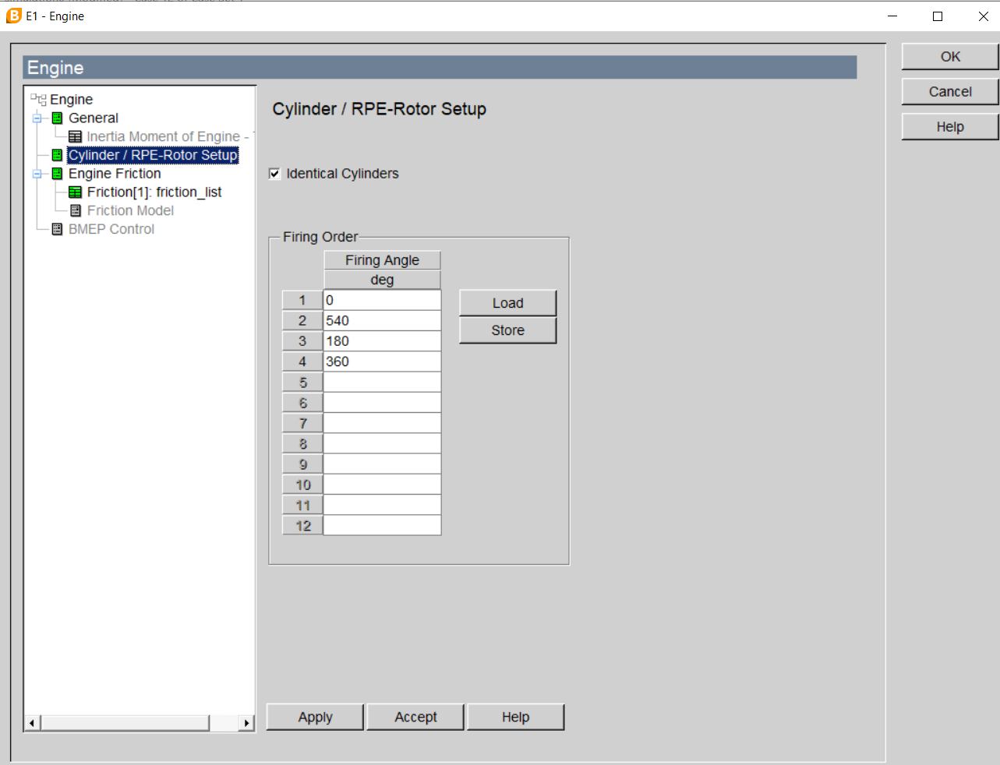 E1 - Engine
Engine
OK
Cancel
Help
Engine
General
Inertia Moment of Engine -
Cylinder / RPE-Rotor Setup
Engine Friction
Friction[1]: friction_list
Friction Model
BMEP Control
Cylinder / RPE-Rotor Setup
Identical Cylinders
Firing Order
Firing Angle
deg
1 0
2 540
3 180
4 360
5
6
7
8
9
10
11
12
Load
Store
Apply Accept Help